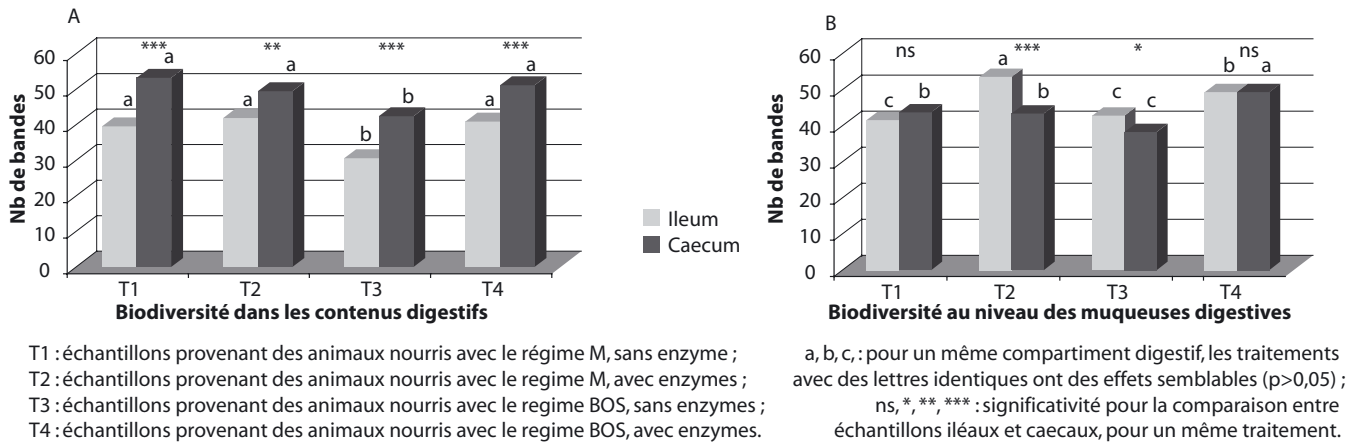 A
60
50
40
30
20
10
0
Nb de bandes
*** ** *** ***
a a a a b b a a
T1 T2 T3 T4
Biodiversité dans les contenus digestifs
Ileum
Caecum
B
60
50
40
30
20
10
0
Nb de bandes
ns *** * ns
c b a b c c b a
T1 T2 T3 T4
Biodiversité au niveau des muqueuses digestives
T1 : échantillons provenant des animaux nourris avec le régime M, sans enzyme ;
T2 : échantillons provenant des animaux nourris avec le régime M, avec enzymes ;
T3 : échantillons provenant des animaux nourris avec le regime BOS, sans enzymes ;
T4 : échantillons provenant des animaux nourris avec le regime BOS, avec enzymes.
a, b, c, : pour un même compartiment digestif, les traitements
avec des lettres identiques ont des effets semblables (p>0,05) ;
ns, *, **, *** : significativité pour la comparaison entre
échantillons iléaux et caecaux, pour un même traitement.